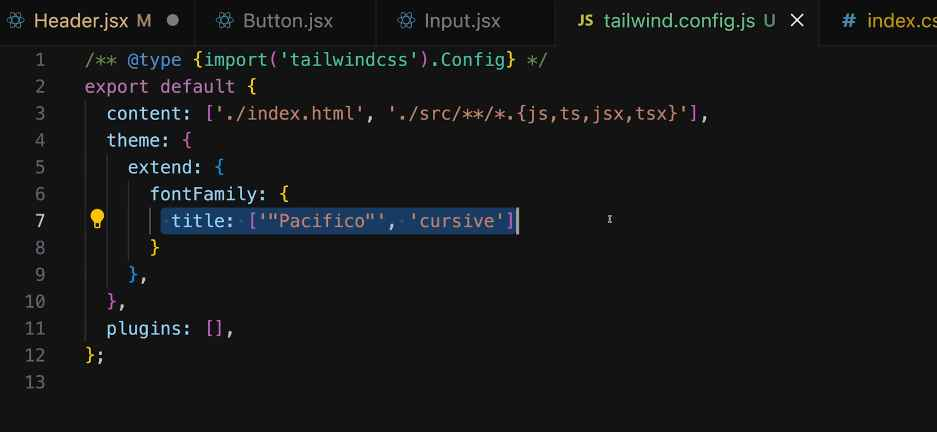 Header.jsx M Button.jsx Input.jsx JS tailwind.config.js U # index.cs
1 /** @type {import('tailwindcss').Config} */
2 export default {
3 content: ['./index.html', './src/**/*.{js,ts,jsx,tsx}'],
4 theme: {
5 extend: {
6 fontFamily: {
7 title: ['"Pacifico"', 'cursive']
8 }
9 },
10 },
11 plugins: [],
12 };
13